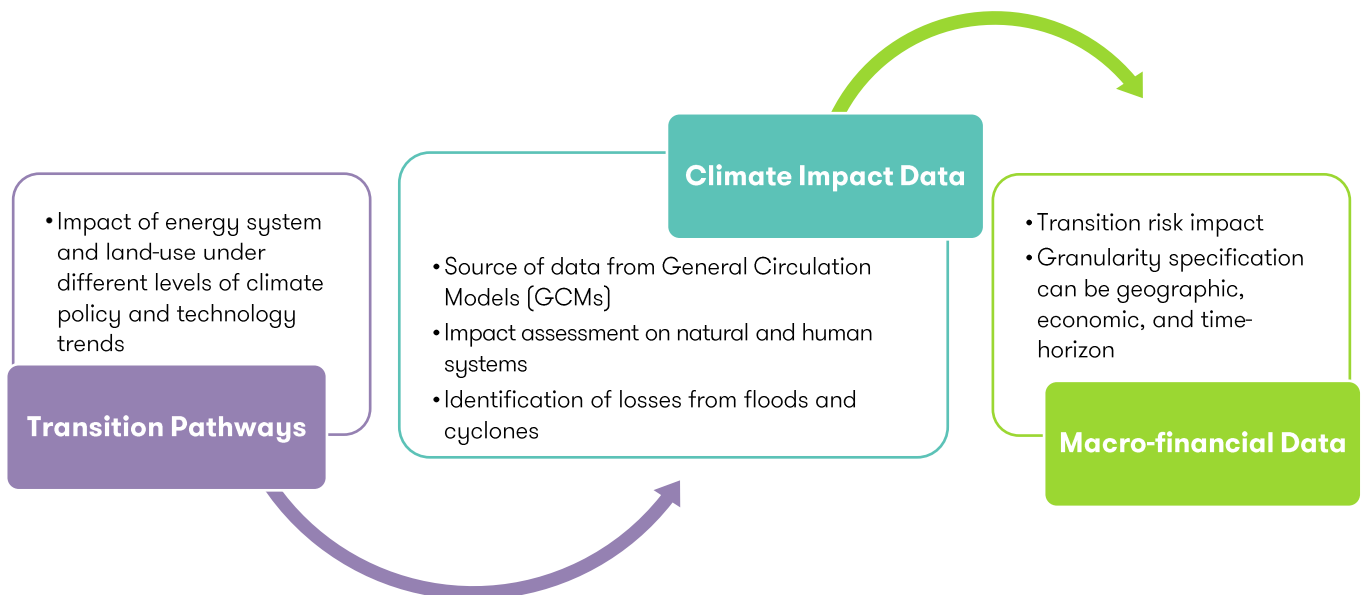 • Impact of energy system
and land-use under
different levels of climate
policy and technology
trends
Transition Pathways
Climate Impact Data
• Source of data from General Circulation
Models (GCMs)
• Impact assessment on natural and human
systems
• Identification of losses from floods and
cyclones
• Transition risk impact
• Granularity specification
can be geographic,
economic, and time-
horizon
Macro-financial Data